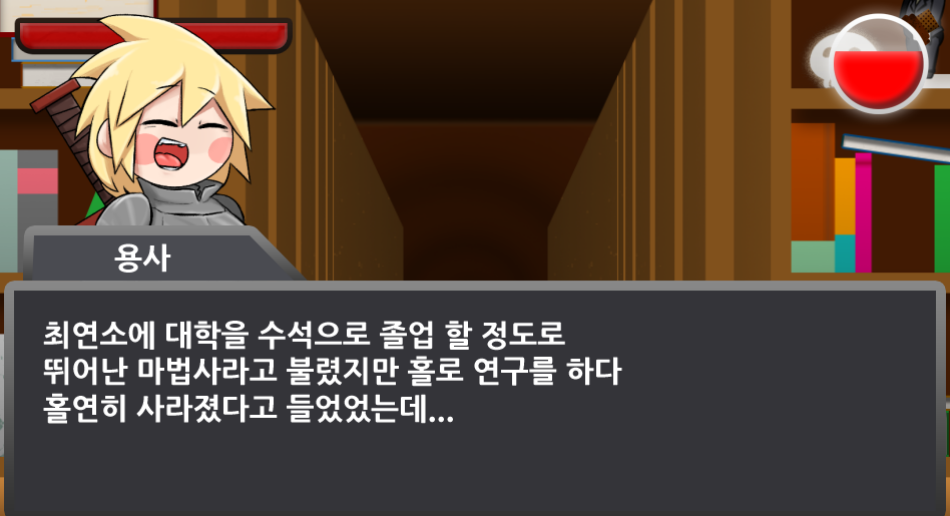 용사
최연소에 대학을 수석으로 졸업 할 정도로
뛰어난 마법사라고 불렸지만 홀로 연구를 하다
홀연히 사라졌다고 들었었는데...